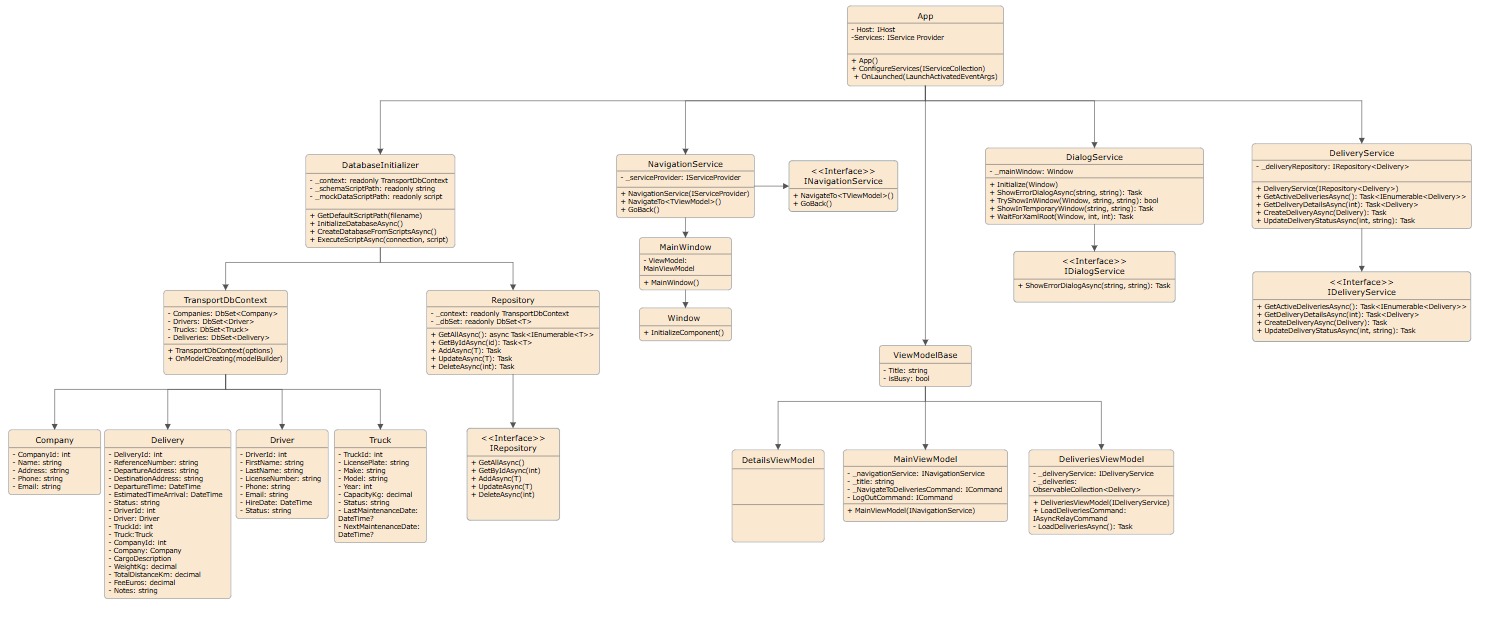 App
- Host: IHost
-Services: IService Provider
+ App()
+ ConfigureServices(IServiceCollection)
+ OnLaunched(LaunchActivatedEventArgs)
DatabaseInitializer
- _context: readonly TransportDbContext
- _schemaScriptPath: readonly string
- _mockDataScriptPath: readonly script
+ GetDefaultScriptPath(filename)
+ InitializeDatabaseAsync()
+ CreateDatabaseFromScriptsAsync()
+ ExecuteScriptAsync(connection, script)
NavigationService
- _serviceProvider: IServiceProvider
+ NavigationService(IServiceProvider)
+ NavigateTo<TViewModel>()
+ GoBack()
<<Interface>>
INavigationService
+ NavigateTo<TViewModel>()
+ GoBack()
DialogService
- _mainWindow: Window
+ Initialize(Window)
+ ShowErrorDialogAsync(string, string): Task
+ TryShowInWindow(Window, string, string): bool
+ ShowInTemporaryWindow(string, string): Task
+ WaitForXamlRoot(Window, int, int): Task
DeliveryService
- _deliveryRepository: IRepository<Delivery>
+ DeliveryService(IRepository<Delivery>)
+ GetActiveDeliveriesAsync(): Task<IEnumerable<Delivery>>
+ GetDeliveryDetailsAsync(int): Task<Delivery>
+ CreateDeliveryAsync(Delivery): Task
+ UpdateDeliveryStatusAsync(int, string): Task
MainWindow
- ViewModel:
MainViewModel
+ MainWindow()
<<Interface>>
IDialogService
+ ShowErrorDialogAsync(string, string): Task
<<Interface>>
IDeliveryService
+ GetActiveDeliveriesAsync(): Task<IEnumerable<Delivery>>
+ GetDeliveryDetailsAsync(int): Task<Delivery>
+ CreateDeliveryAsync(Delivery): Task
+ UpdateDeliveryStatusAsync(int, string): Task
TransportDbContext
- Companies: DbSet<Company>
- Drivers: DbSet<Driver>
- Trucks: DbSet<Truck>
- Deliveries: DbSet<Delivery>
+ TransportDbContext(options)
+ OnModelCreating(modelBuilder)
Repository
- _context: readonly TransportDbContext
- _dbSet: readonly DbSet<T>
+ GetAllAsync(): async Task<IEnumerable<T>>
+ GetByIdAsync(id): Task<T>
+ AddAsync(T): Task
+ UpdateAsync(T): Task
+ DeleteAsync(int): Task
Window
+ InitializeComponent()
ViewModelBase
- Title: string
- isBusy: bool
Company
- CompanyId: int
- Name: string
- Address: string
- Phone: string
- Email: string
Delivery
- DeliveryId: int
- ReferenceNumber: string
- DepartureAddress: string
- DestinationAddress: string
- DepartureTime: DateTime
- EstimatedTimeArrival: DateTime
- Status: string
- DriverId: int
- Driver: Driver
- TruckId: int
- Truck:Truck
- CompanyId: int
- Company: Company
- CargoDescription
- WeightKg: decimal
- TotalDistanceKm: decimal
- FeeEuros: decimal
- Notes: string
Driver
- DriverId: int
- FirstName: string
- LastName: string
- LicenseNumber: string
- Phone: string
- Email: string
- HireDate: DateTime
- Status: string
Truck
- TruckId: int
- LicensePlate: string
- Make: string
- Model: string
- Year: int
- CapacityKg: decimal
- Status: string
- LastMaintenanceDate:
DateTime?
- NextMaintenanceDate:
DateTime?
<<Interface>>
IRepository
+ GetAllAsync()
+ GetByIdAsync(int)
+ AddAsync(T)
+ UpdateAsync(T)
+ DeleteAsync(int)
DetailsViewModel
MainViewModel
- _navigationService: INavigationService
- _title: string
- _NavigateToDeliveriesCommand: ICommand
- LogOutCommand: ICommand
+ MainViewModel(INavigationService)
DeliveriesViewModel
- _deliveryService: IDeliveryService
- _deliveries:
ObservableCollection<Delivery>
+ DeliveriesViewModel(IDeliveryService)
+ LoadDeliveriesCommand:
IAsyncRelayCommand
- LoadDeliveriesAsync(): Task